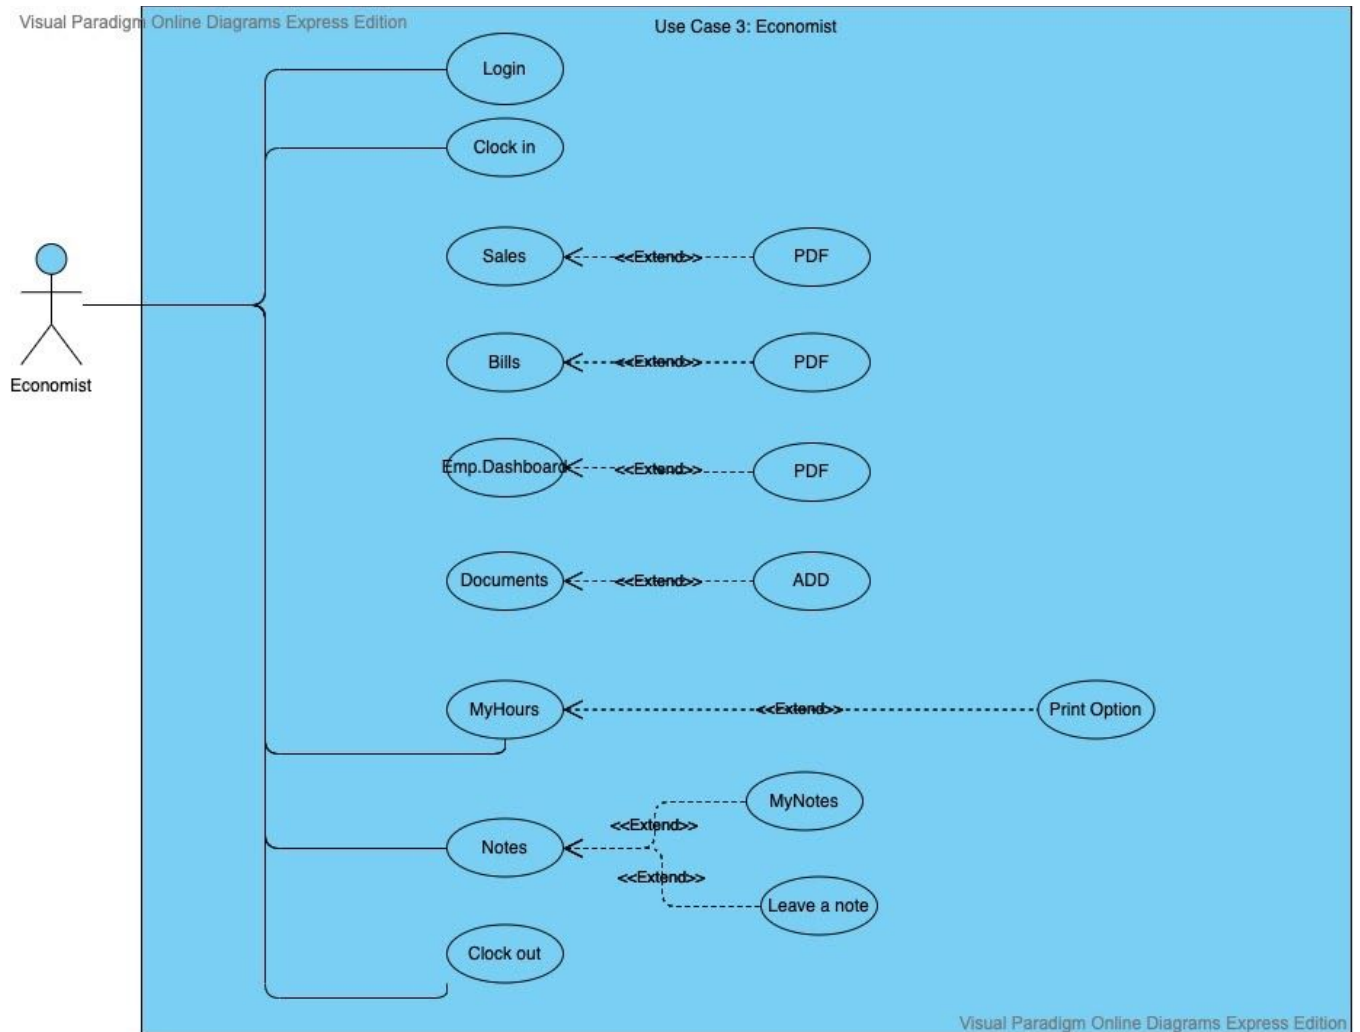 Visual Paradigm Online Diagrams Express Edition
Use Case 3: Economist
Login
Clock in
Sales
<<Extend>>
PDF
Bills
<<Extend>>
PDF
Economist
Emp.Dashboard
<<Extend>>
PDF
Documents
<<Extend>>
ADD
MyHours
<<Extend>>
Print Option
MyNotes
<<Extend>>
Notes
<<Extend>>
Leave a note
Clock out
Visual Paradigm Online Diagrams Express Edition